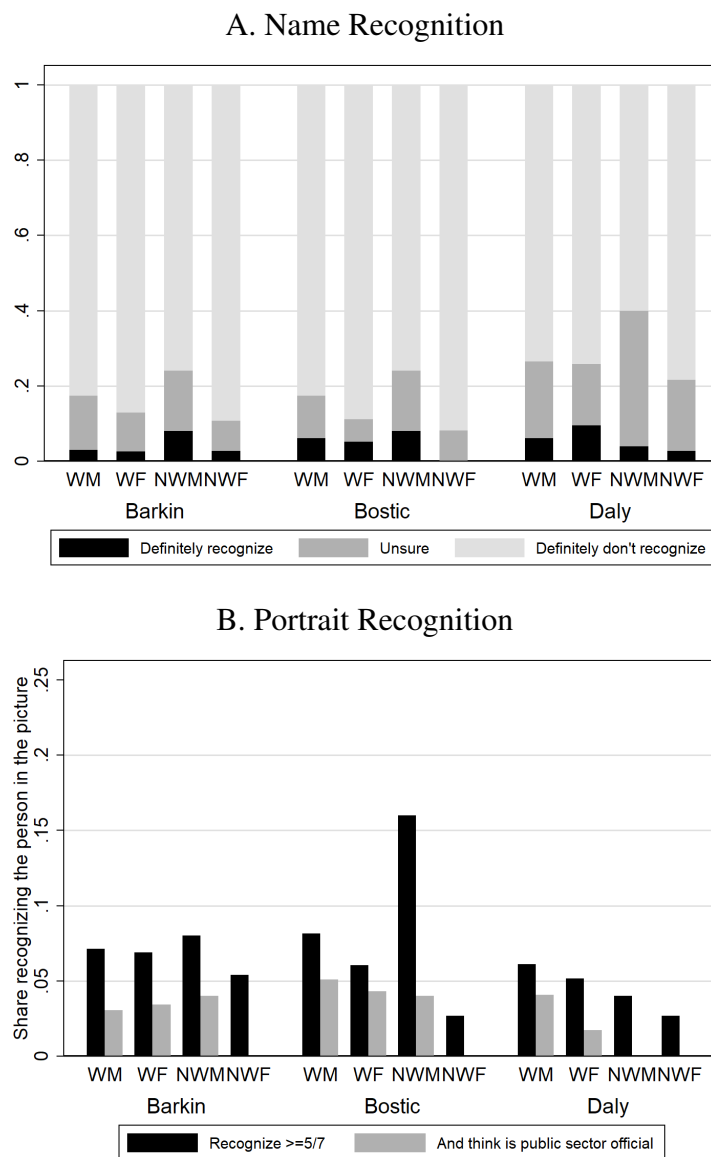 A. Name Recognition
1
.8
.6
.4
.2
0
WM WF NWM NWF WM WF NWM NWF WM WF NWM NWF
Barkin Bostic Daly
Definitely recognize Unsure Definitely don't recognize
B. Portrait Recognition
Share recognizing the person in the picture
.25
.2
.15
.1
.05
0
WM WF NWM NWF WM WF NWM NWF WM WF NWM NWF
Barkin Bostic Daly
Recognize >=5/7 And think is public sector official